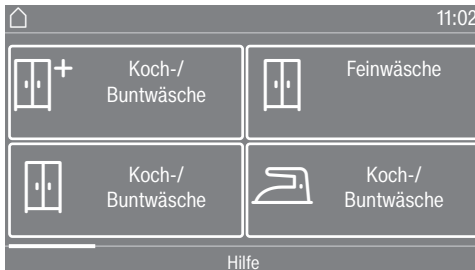 11:02
Koch-/
Buntwäsche
Feinwäsche
Koch-/
Buntwäsche
Koch-/
Buntwäsche
Hilfe